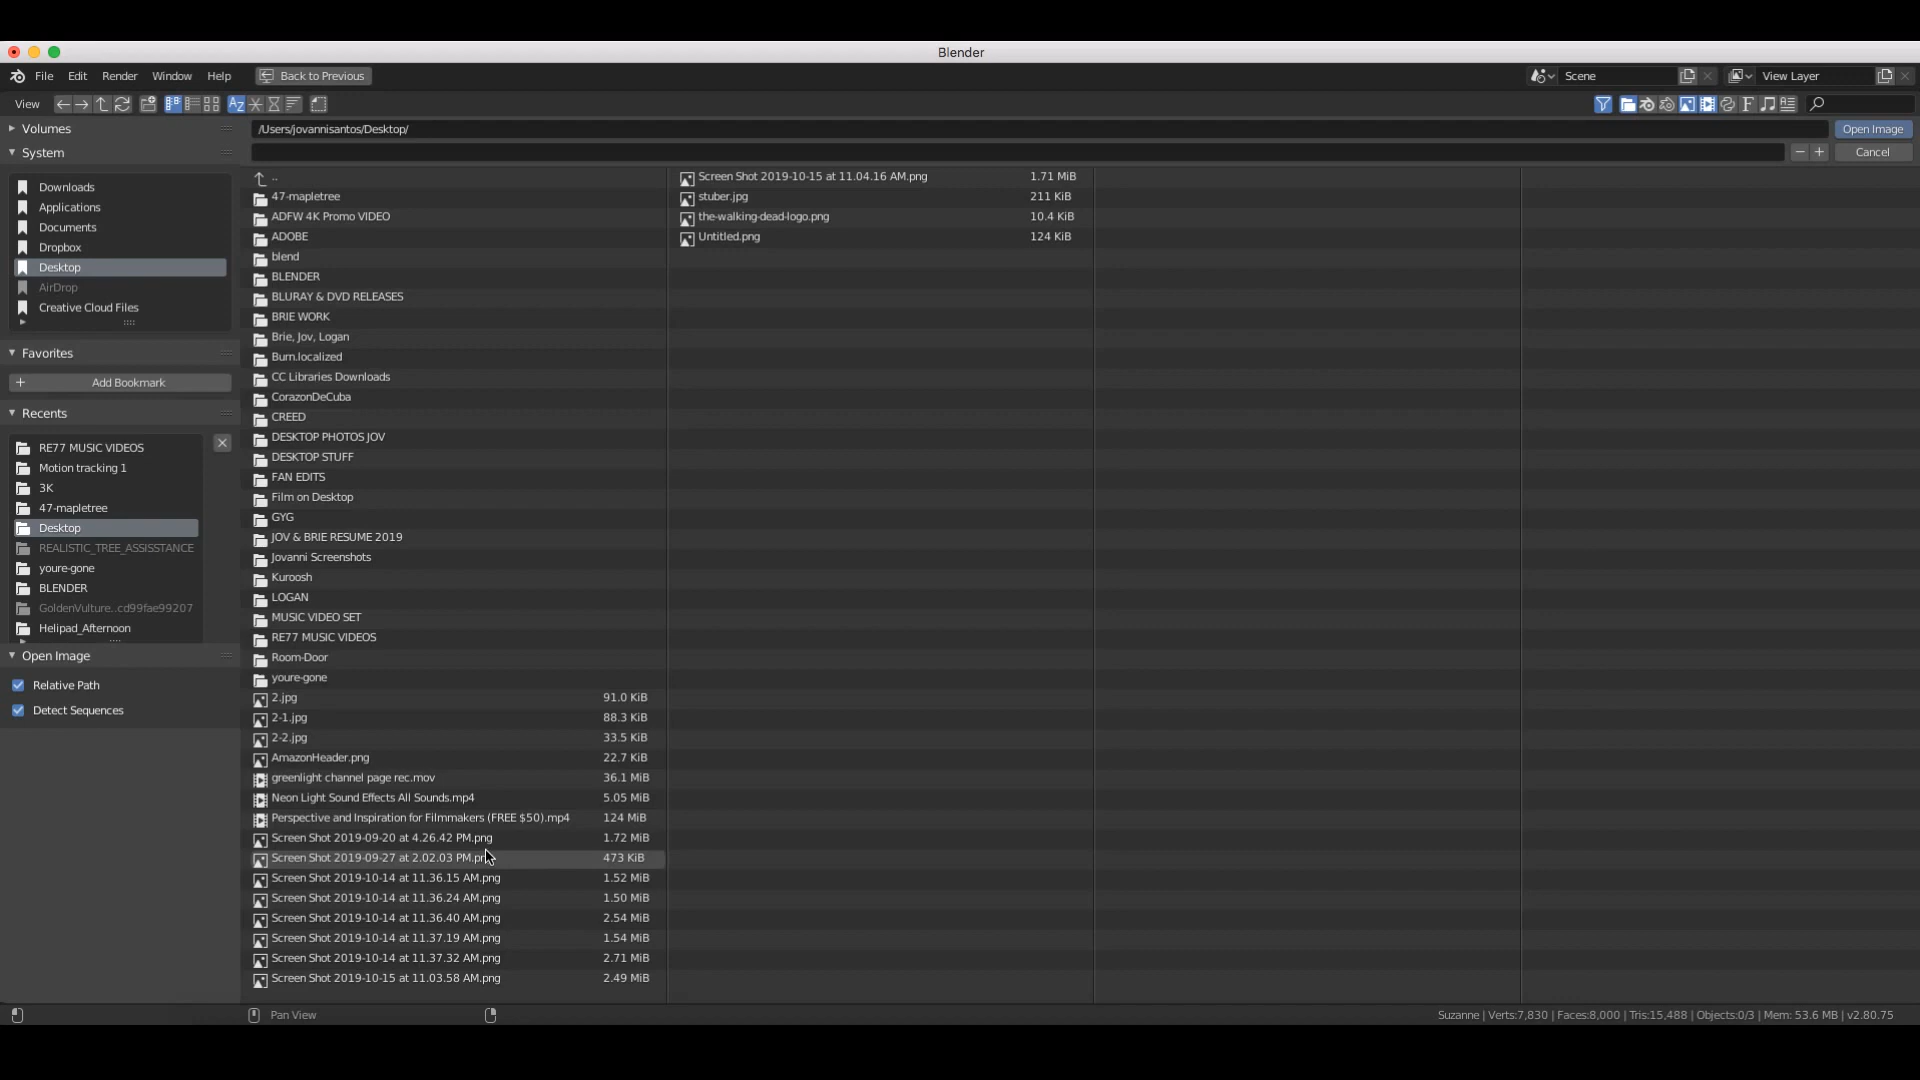 Blender
File Edit Render Window Help Back to Previous Scene View Layer
View
Volumes
System
Downloads
Applications
Documents
Dropbox
Desktop
AirDrop
Creative Cloud Files
Favorites
Add Bookmark
Recents
RE77 MUSIC VIDEOS
Motion tracking 1
3K
47-mapletree
Desktop
REALISTIC_TREE_ASSISSTANCE
youre-gone
BLENDER
GoldenVulture..cd99fae99207
Helipad_Afternoon
Open Image
Relative Path
Detect Sequences
/Users/jovannisantos/Desktop/ Open Image
Cancel
..
47-mapletree
ADFW 4K Promo VIDEO
ADOBE
blend
BLENDER
BLURAY & DVD RELEASES
BRIE WORK
Brie, Jov, Logan
Burn.localized
CC Libraries Downloads
CorazonDeCuba
CREED
DESKTOP PHOTOS JOV
DESKTOP STUFF
FAN EDITS
Film on Desktop
GYG
JOV & BRIE RESUME 2019
Jovanni Screenshots
Kuroosh
LOGAN
MUSIC VIDEO SET
RE77 MUSIC VIDEOS
Room-Door
youre-gone
2.jpg 91.0 KiB
2-1.jpg 88.3 KiB
2-2.jpg 33.5 KiB
AmazonHeader.png 22.7 KiB
greenlight channel page rec.mov 36.1 MiB
Neon Light Sound Effects All Sounds.mp4 5.05 MiB
Perspective and Inspiration for Filmmakers (FREE $50).mp4 124 MiB
Screen Shot 2019-09-20 at 4.26.42 PM.png 1.72 MiB
Screen Shot 2019-09-27 at 2.02.03 PM.png 473 KiB
Screen Shot 2019-10-14 at 11.36.15 AM.png 1.52 MiB
Screen Shot 2019-10-14 at 11.36.24 AM.png 1.50 MiB
Screen Shot 2019-10-14 at 11.36.40 AM.png 2.54 MiB
Screen Shot 2019-10-14 at 11.37.19 AM.png 1.54 MiB
Screen Shot 2019-10-14 at 11.37.32 AM.png 2.71 MiB
Screen Shot 2019-10-15 at 11.03.58 AM.png 2.49 MiB
Screen Shot 2019-10-15 at 11.04.16 AM.png 1.71 MiB
stuber.jpg 211 KiB
the-walking-dead-logo.png 10.4 KiB
Untitled.png 124 KiB
Pan View
Suzanne | Verts:7,830 | Faces:8,000 | Tris:15,488 | Objects:0/3 | Mem: 53.6 MB | v2.80.75